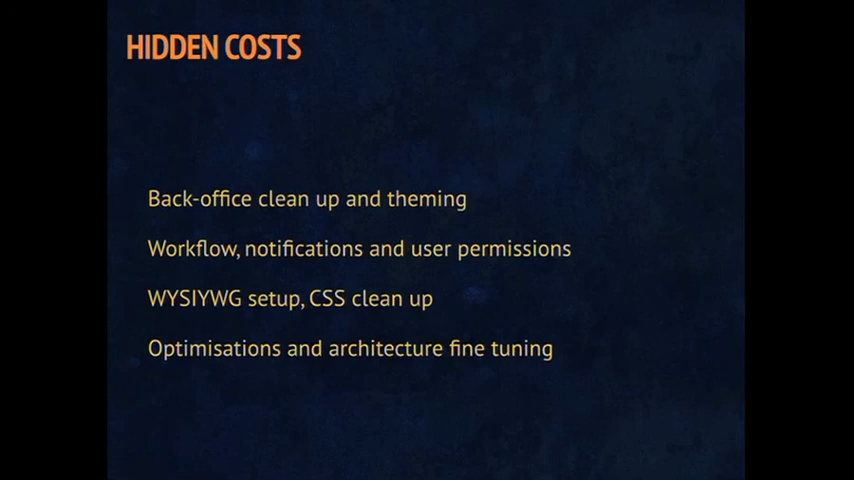 HIDDEN COSTS
Back-office clean up and theming
Workflow, notifications and user permissions
WYSIYWG setup, CSS clean up
Optimisations and architecture fine tuning